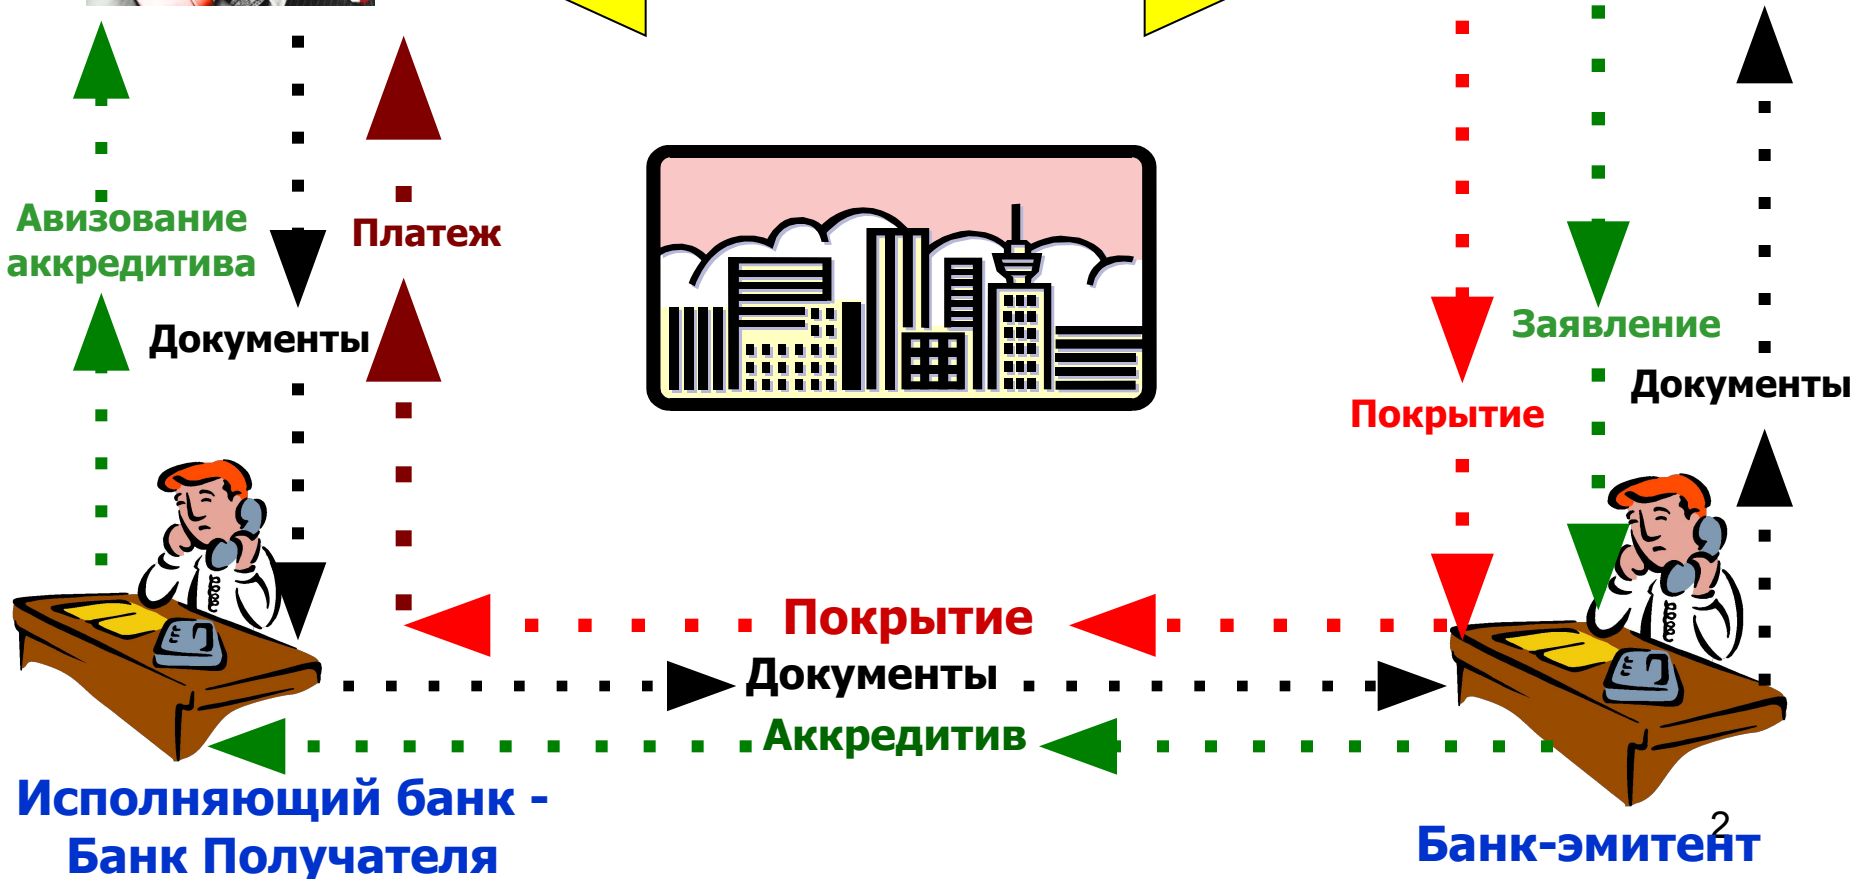 Авизование
аккредитива
Платеж
Документы
Заявление
Документы
Покрытие
Покрытие
Документы
Аккредитив
Исполняющий банк -
Банк Получателя
Банк-эмитент
2